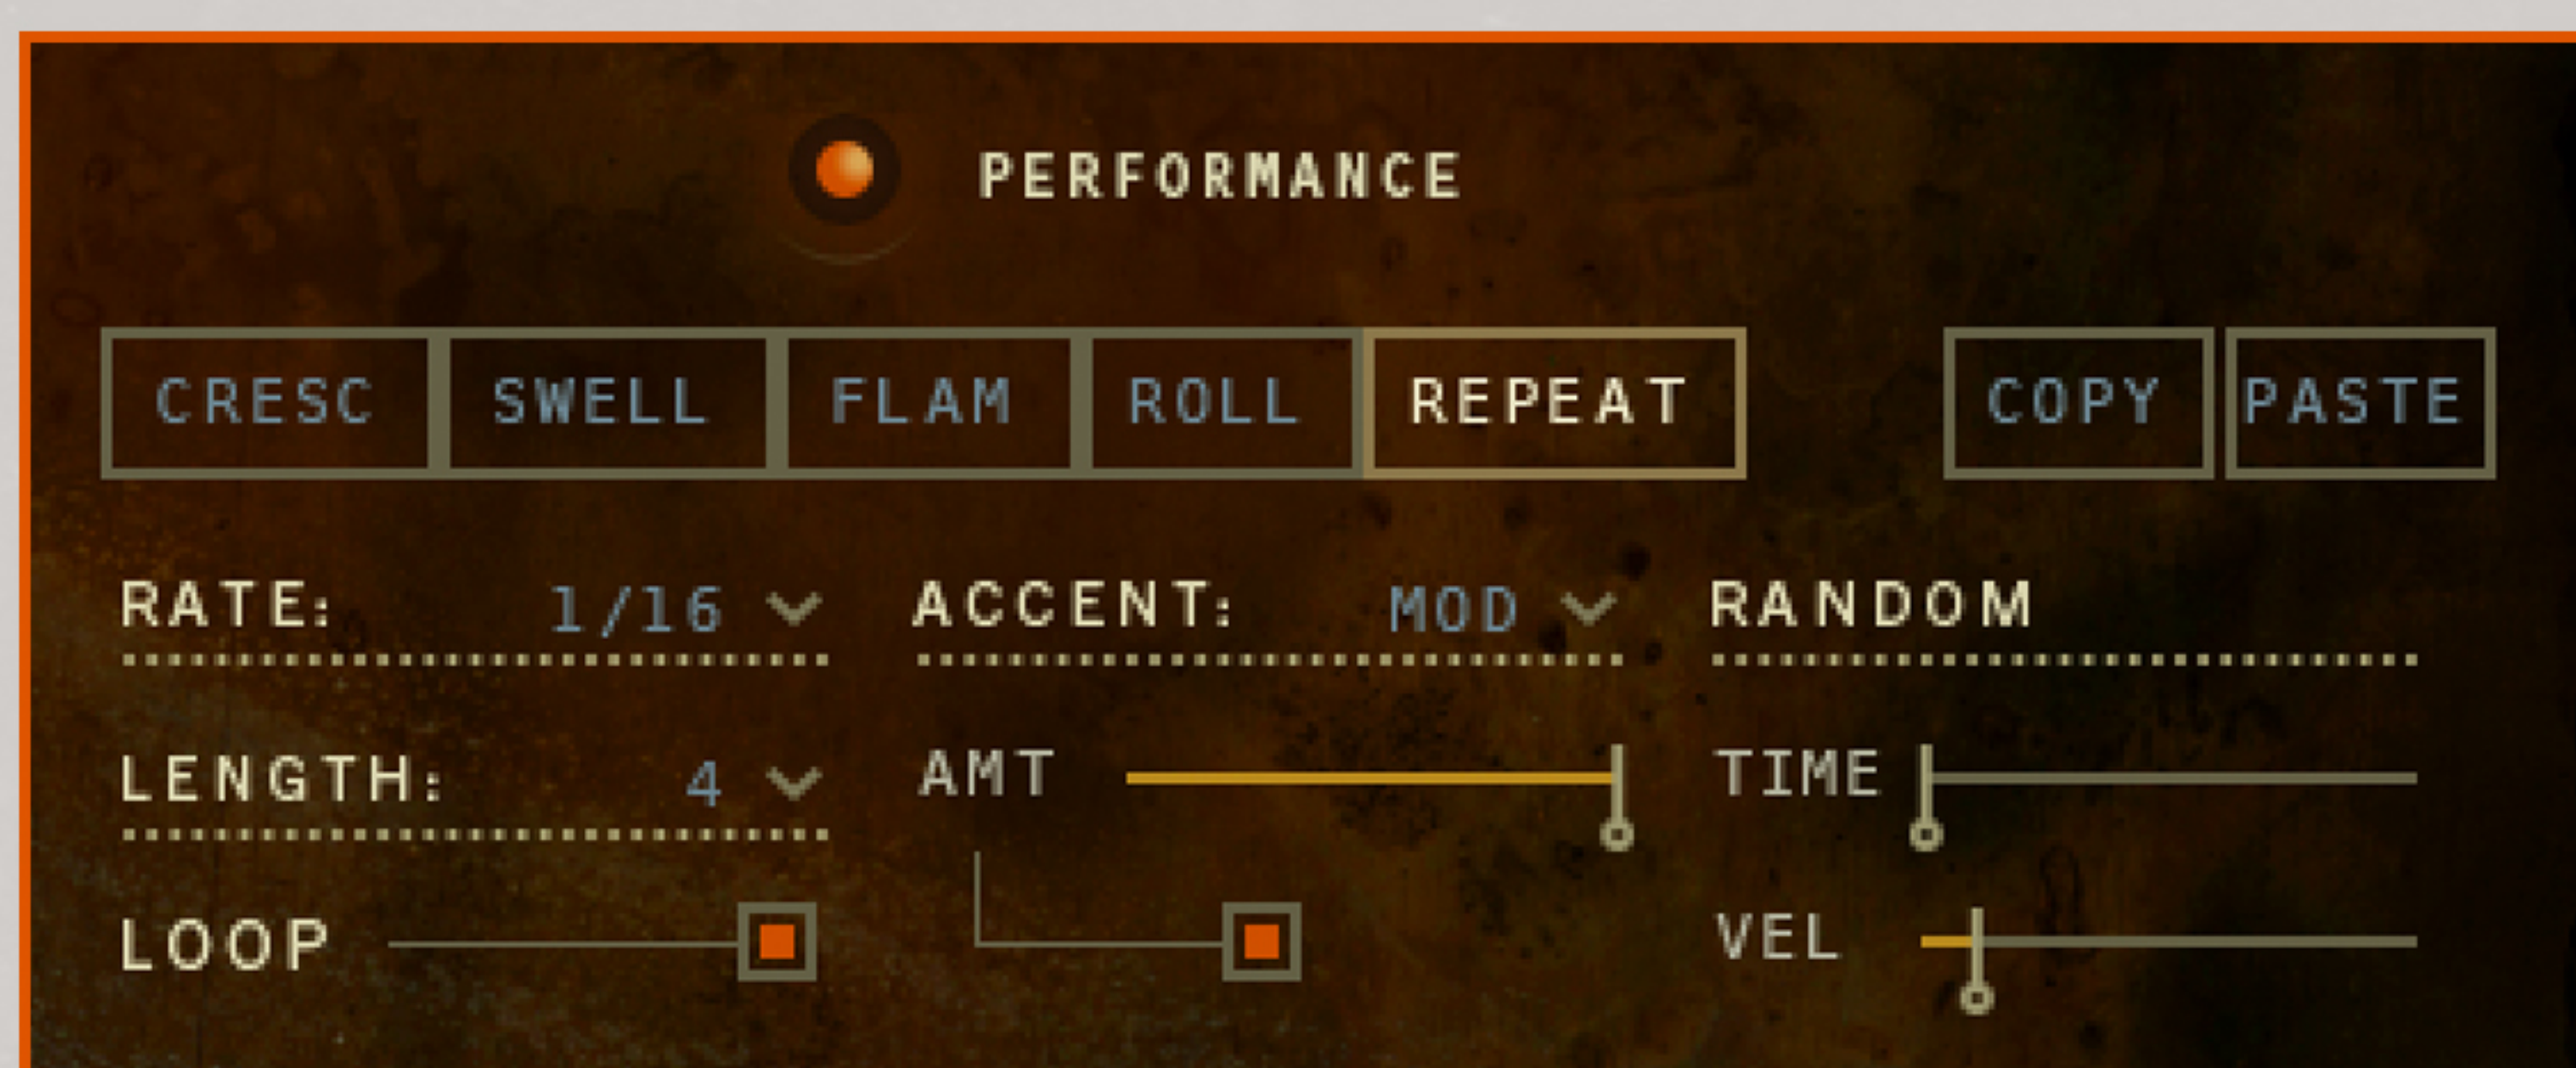 PERFORMANCE
CRESC SWELL FLAM ROLL REPEAT COPY PASTE
RATE: 1/16 ACCENT: MOD RANDOM
LENGTH: 4 AMT TIME
LOOP VEL